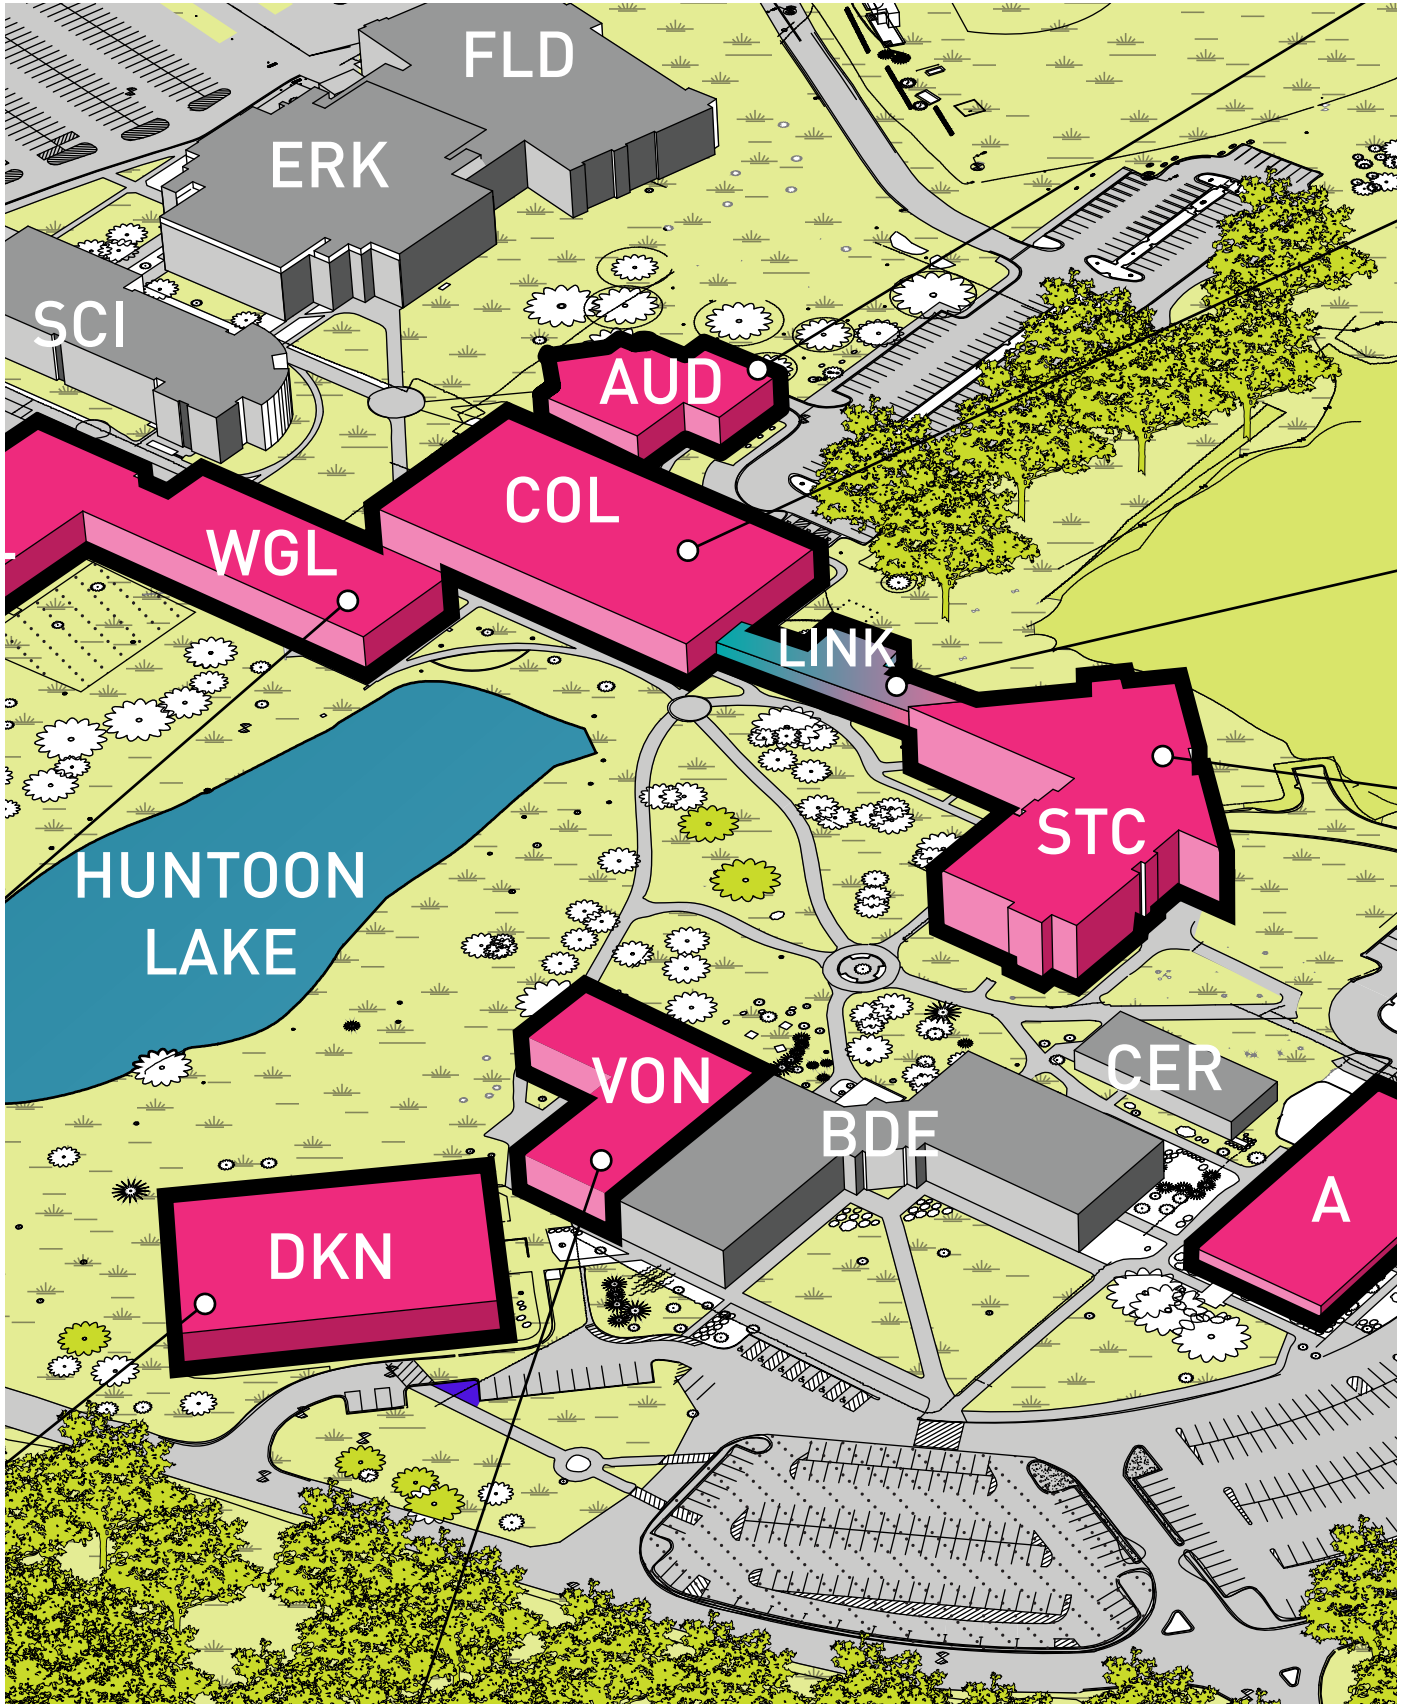 FLD
ERK
SCI
AUD
COL
WGL
LINK
STC
HUNTOON
LAKE
VON
CER
BDE
A
DKN